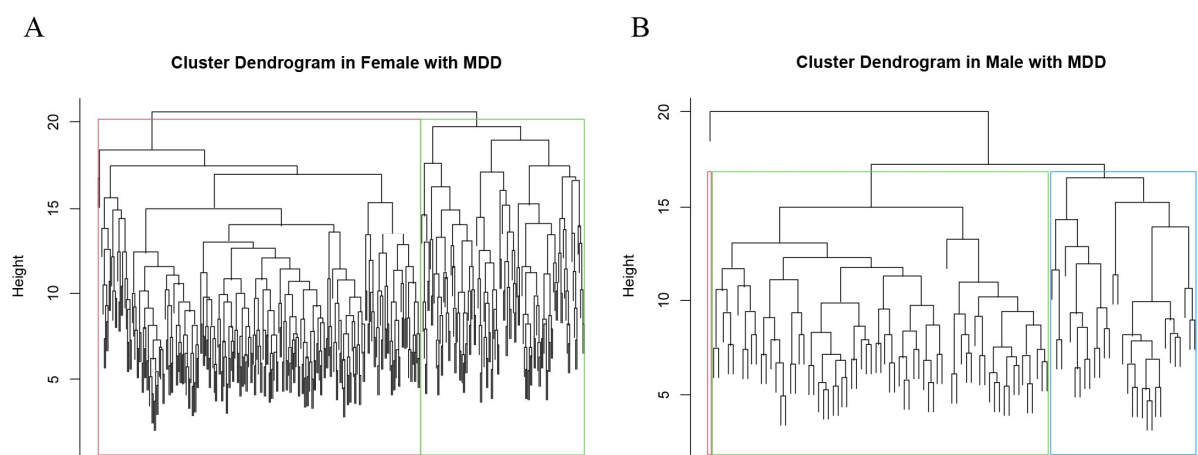 A
Cluster Dendrogram in Female with MDD
Height
20
15
10
5
B
Cluster Dendrogram in Male with MDD
Height
20
15
10
5